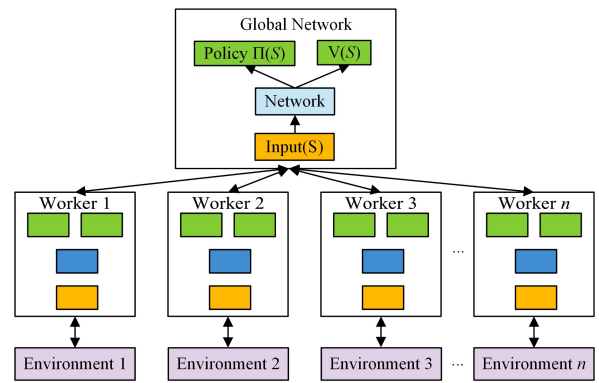 Global Network
Policy Π(S)
V(S)
Network
Input(S)
Worker 1
Worker 2
Worker 3
Worker n
...
Environment 1
Environment 2
Environment 3
...
Environment n